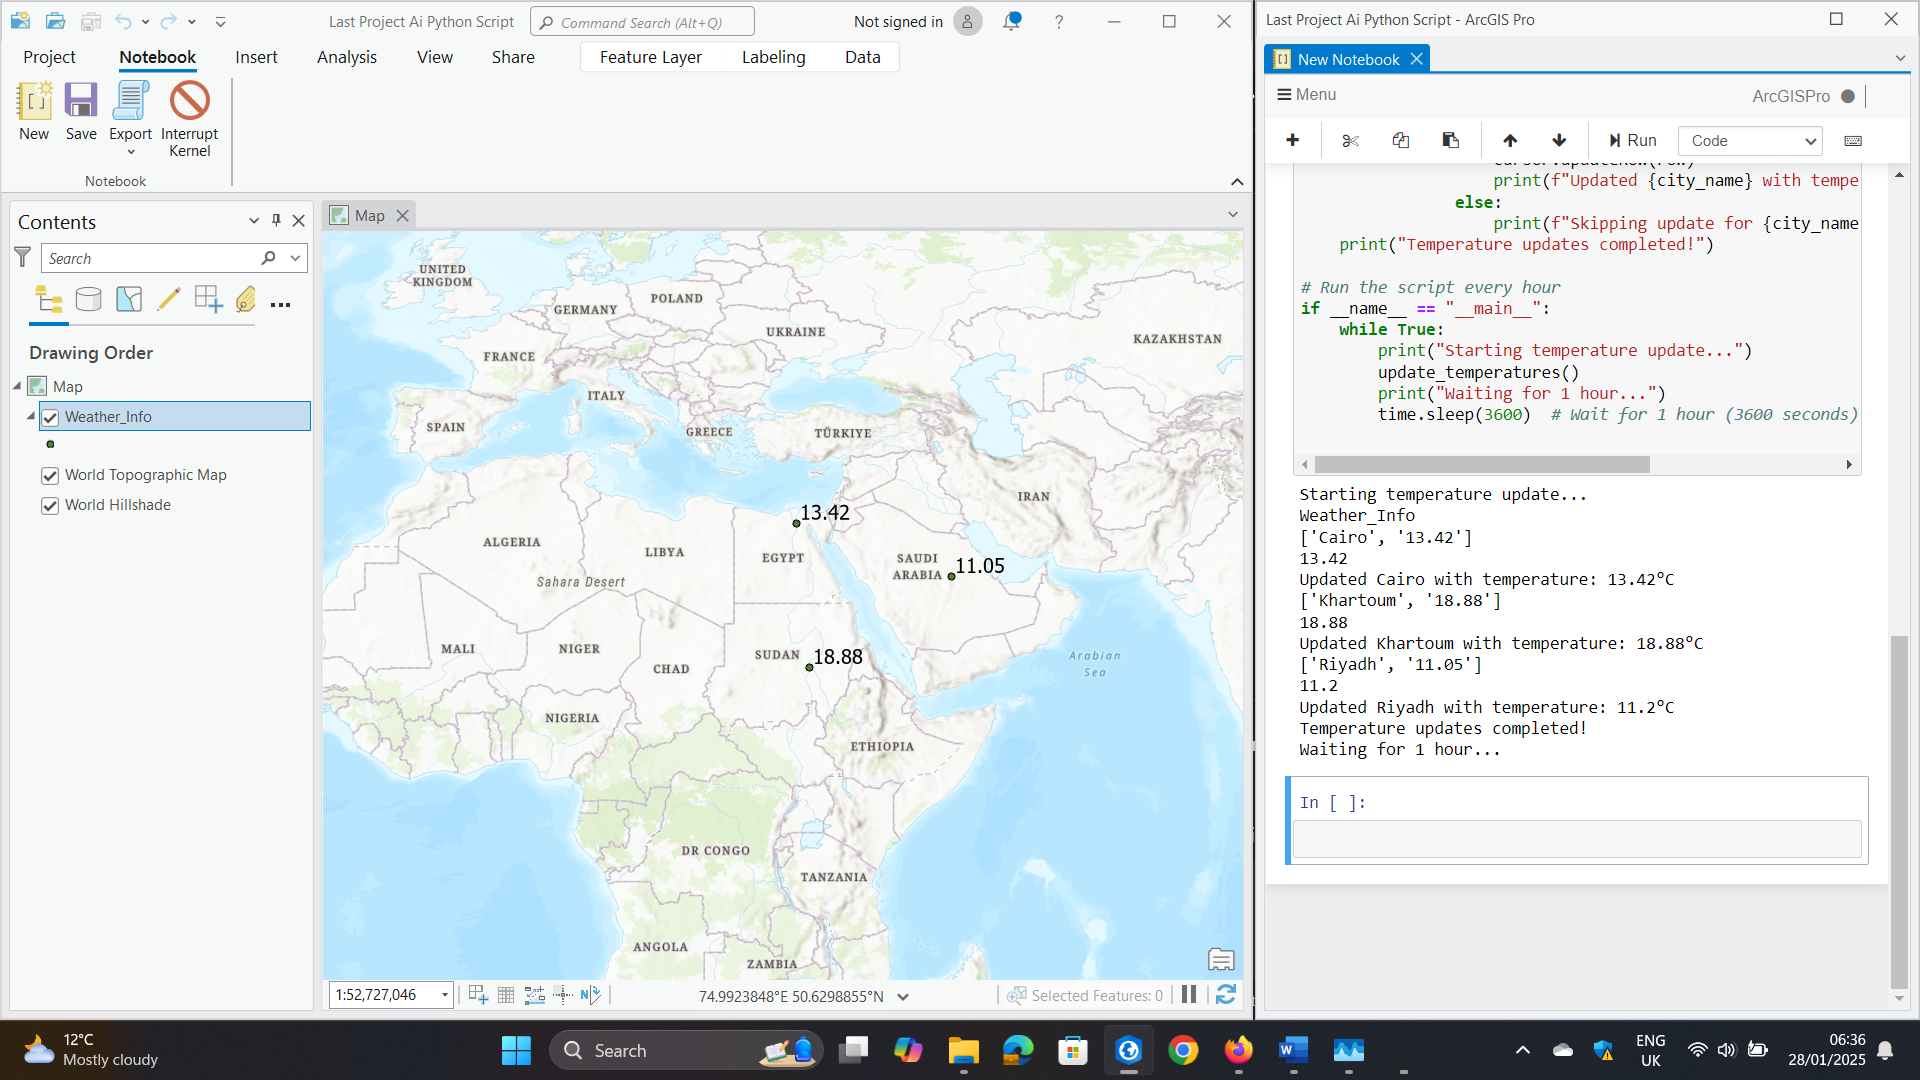 Last Project Ai Python Script
Command Search (Alt+Q)
Not signed in
Project
Notebook
Insert
Analysis
View
Share
Feature Layer
Labeling
Data
New
Save
Export
Interrupt
Kernel
Notebook
Contents
Search
Drawing Order
Map
Weather_Info
World Topographic Map
World Hillshade
Map
UNITED
KINGDOM
GERMANY
POLAND
UKRAINE
KAZAKHSTAN
FRANCE
ITALY
SPAIN
GREECE
TÜRKIYE
IRAN
13.42
ALGERIA
LIBYA
EGYPT
SAUDI
ARABIA
11.05
Sahara Desert
MALI
NIGER
CHAD
SUDAN
18.88
Arabian
Sea
NIGERIA
ETHIOPIA
DR CONGO
TANZANIA
ANGOLA
ZAMBIA
1:52,727,046
74.9923848°E 50.6298855°N
Selected Features: 0
Last Project Ai Python Script - ArcGIS Pro
New Notebook
Menu
ArcGISPro
Run
Code
cursor.updateRow(row)
print(f"Updated {city_name} with tempe
else:
print(f"Skipping update for {city_name
print("Temperature updates completed!")
# Run the script every hour
if __name__ == "__main__":
while True:
print("Starting temperature update...")
update_temperatures()
print("Waiting for 1 hour...")
time.sleep(3600)  # Wait for 1 hour (3600 seconds)
Starting temperature update...
Weather_Info
['Cairo', '13.42']
13.42
Updated Cairo with temperature: 13.42°C
['Khartoum', '18.88']
18.88
Updated Khartoum with temperature: 18.88°C
['Riyadh', '11.05']
11.2
Updated Riyadh with temperature: 11.2°C
Temperature updates completed!
Waiting for 1 hour...
In [ ]:
12°C
Mostly cloudy
Search
ENG
UK
06:36
28/01/2025